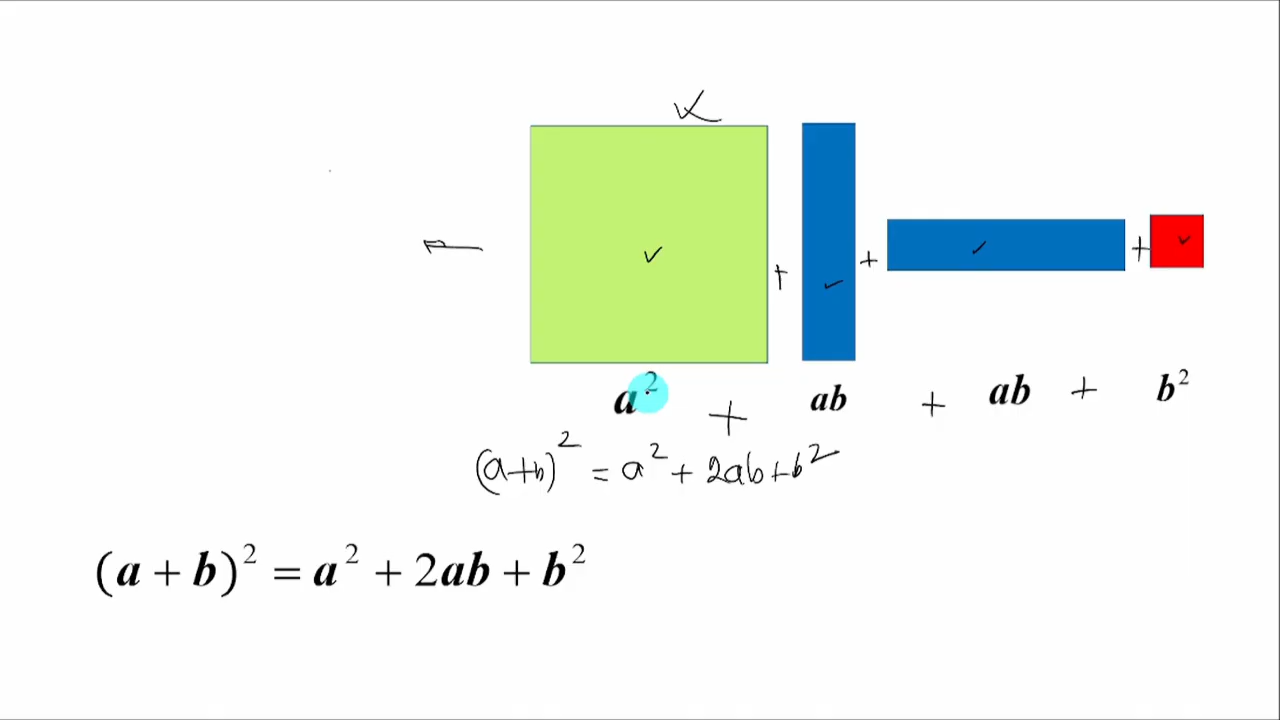 + + +
a² + ab + ab + b²
(a+b)² = a² + 2ab + b²
(a + b)² = a² + 2ab + b²